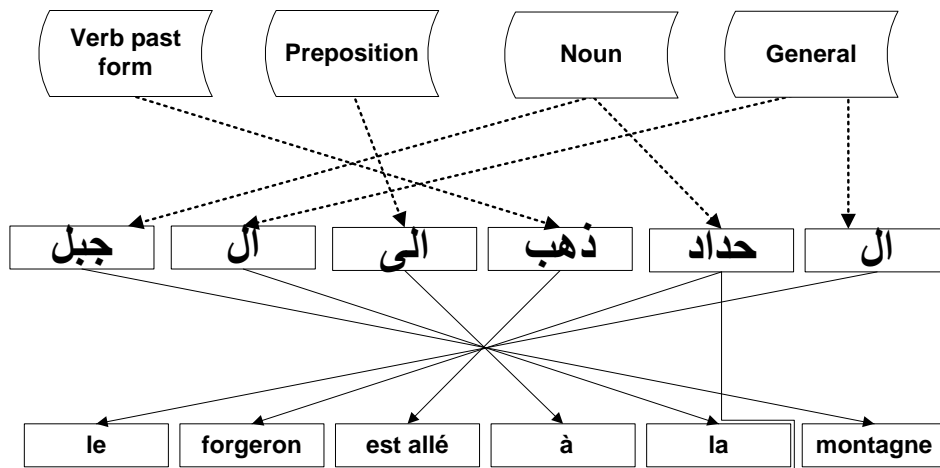 Verb past
form
Preposition
Noun
General
ال حداد ذهب الى ال جبل
le forgeron est allé à la montagne